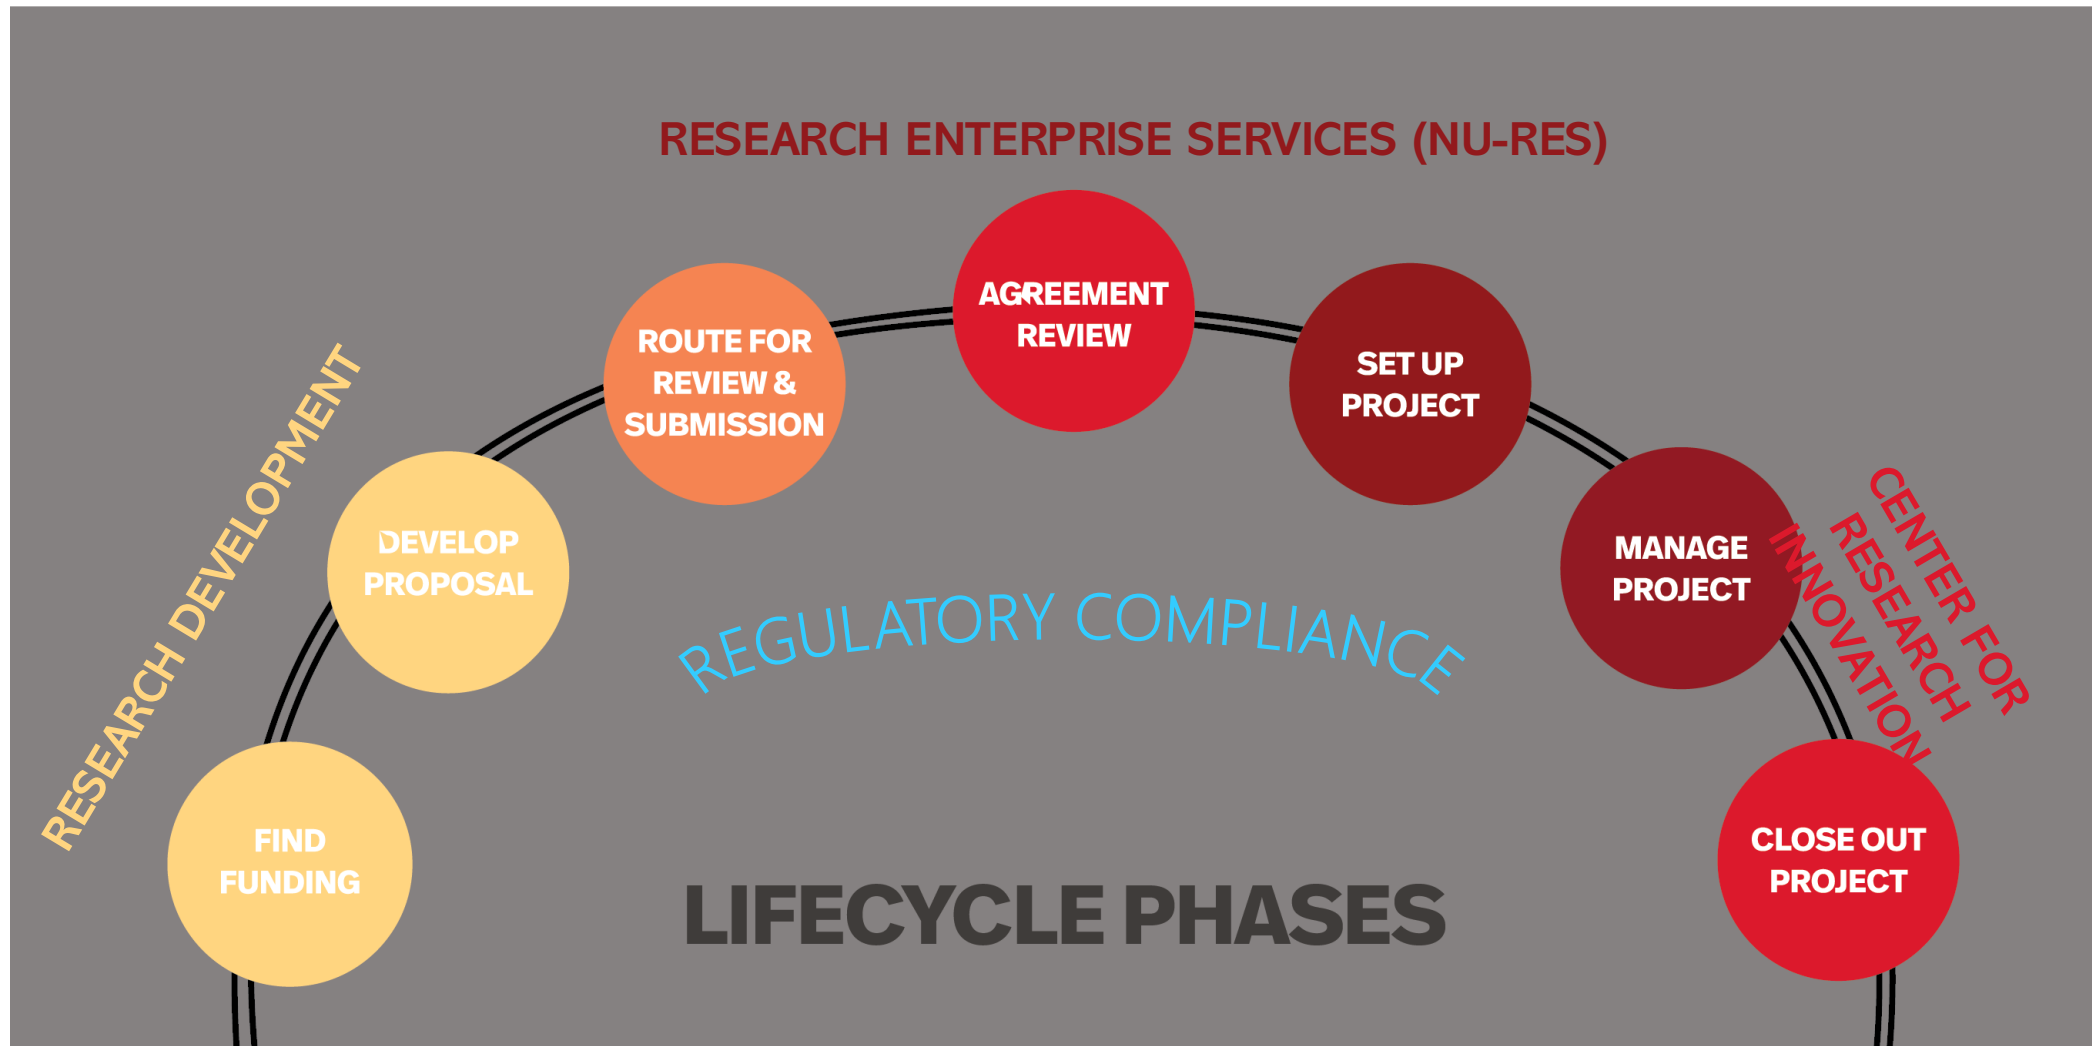 RESEARCH ENTERPRISE SERVICES (NU-RES)
RESEARCH DEVELOPMENT
FIND
FUNDING
DEVELOP
PROPOSAL
ROUTE FOR
REVIEW &
SUBMISSION
AGREEMENT
REVIEW
SET UP
PROJECT
MANAGE
PROJECT
CENTER FOR
RESEARCH
INNOVATION
CLOSE OUT
PROJECT
REGULATORY COMPLIANCE
LIFECYCLE PHASES